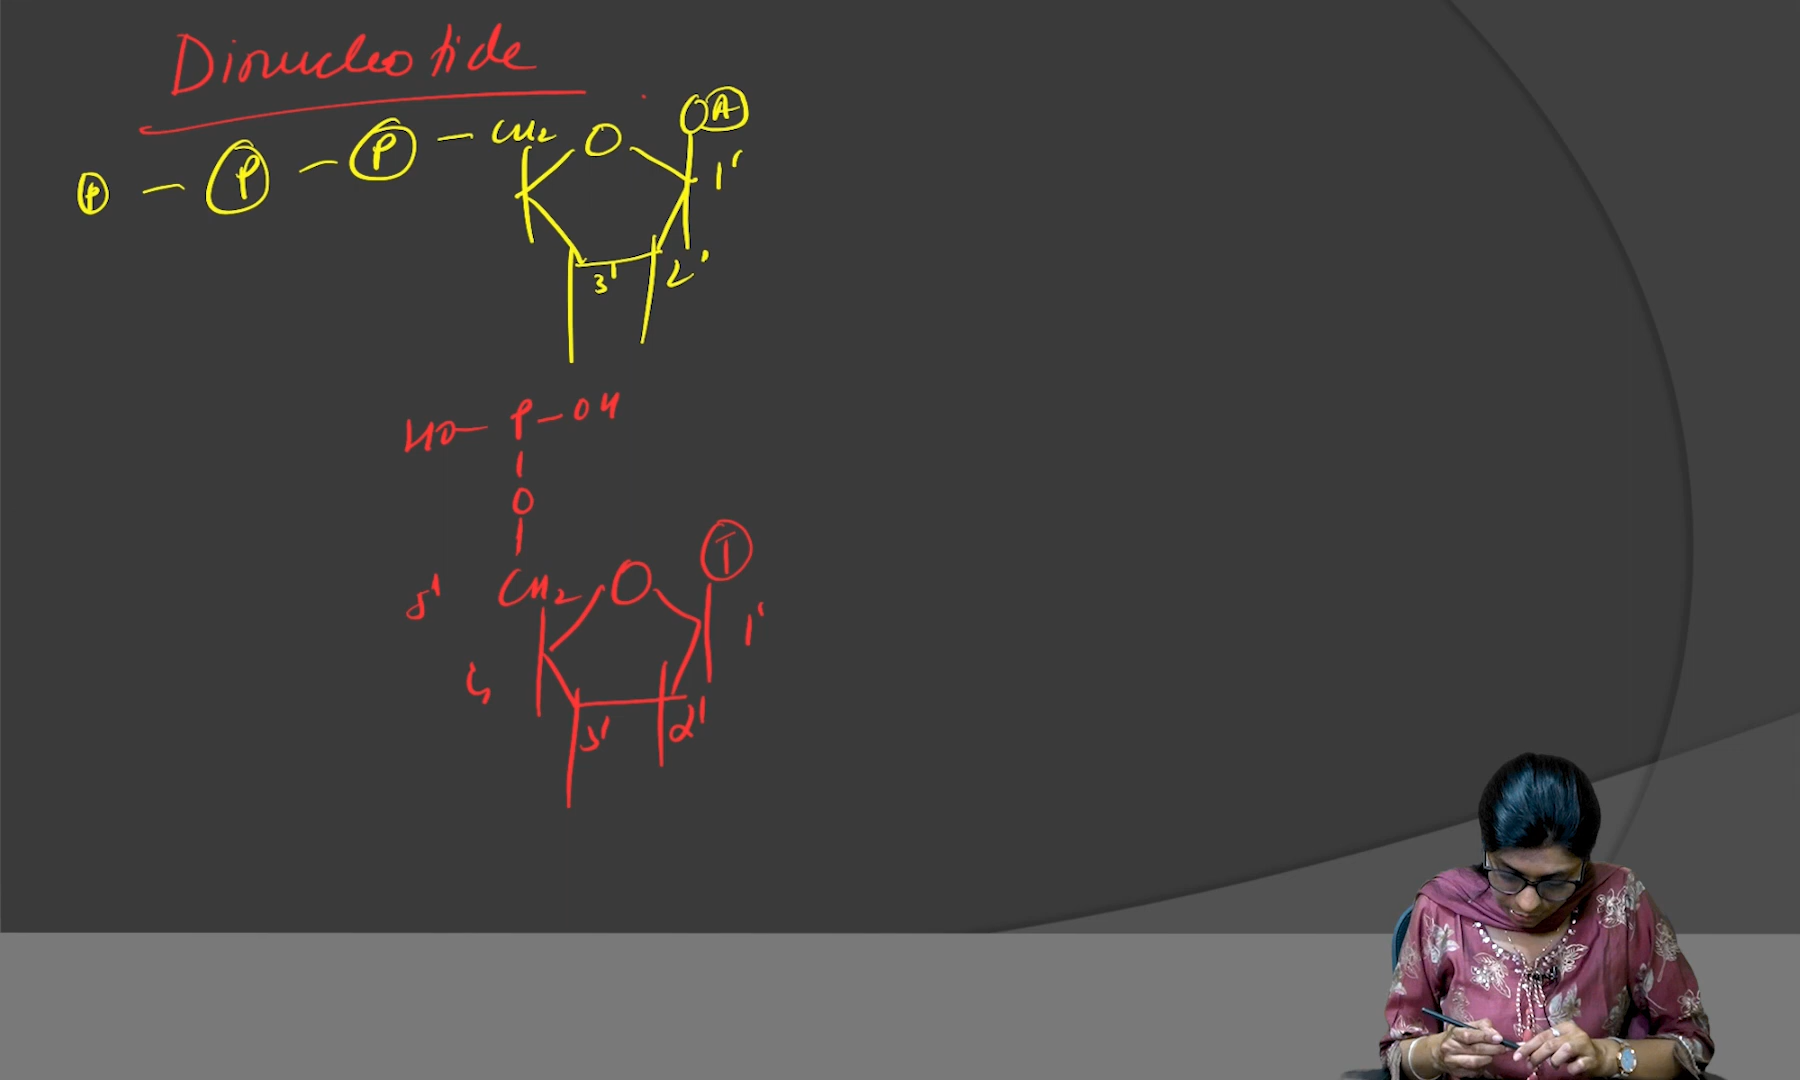 Dinucleotide
P - P - P - CH2 O A
1'
3' 2'
HO - P - OH
O
T
5' CH2 O 1'
4
3' 2'